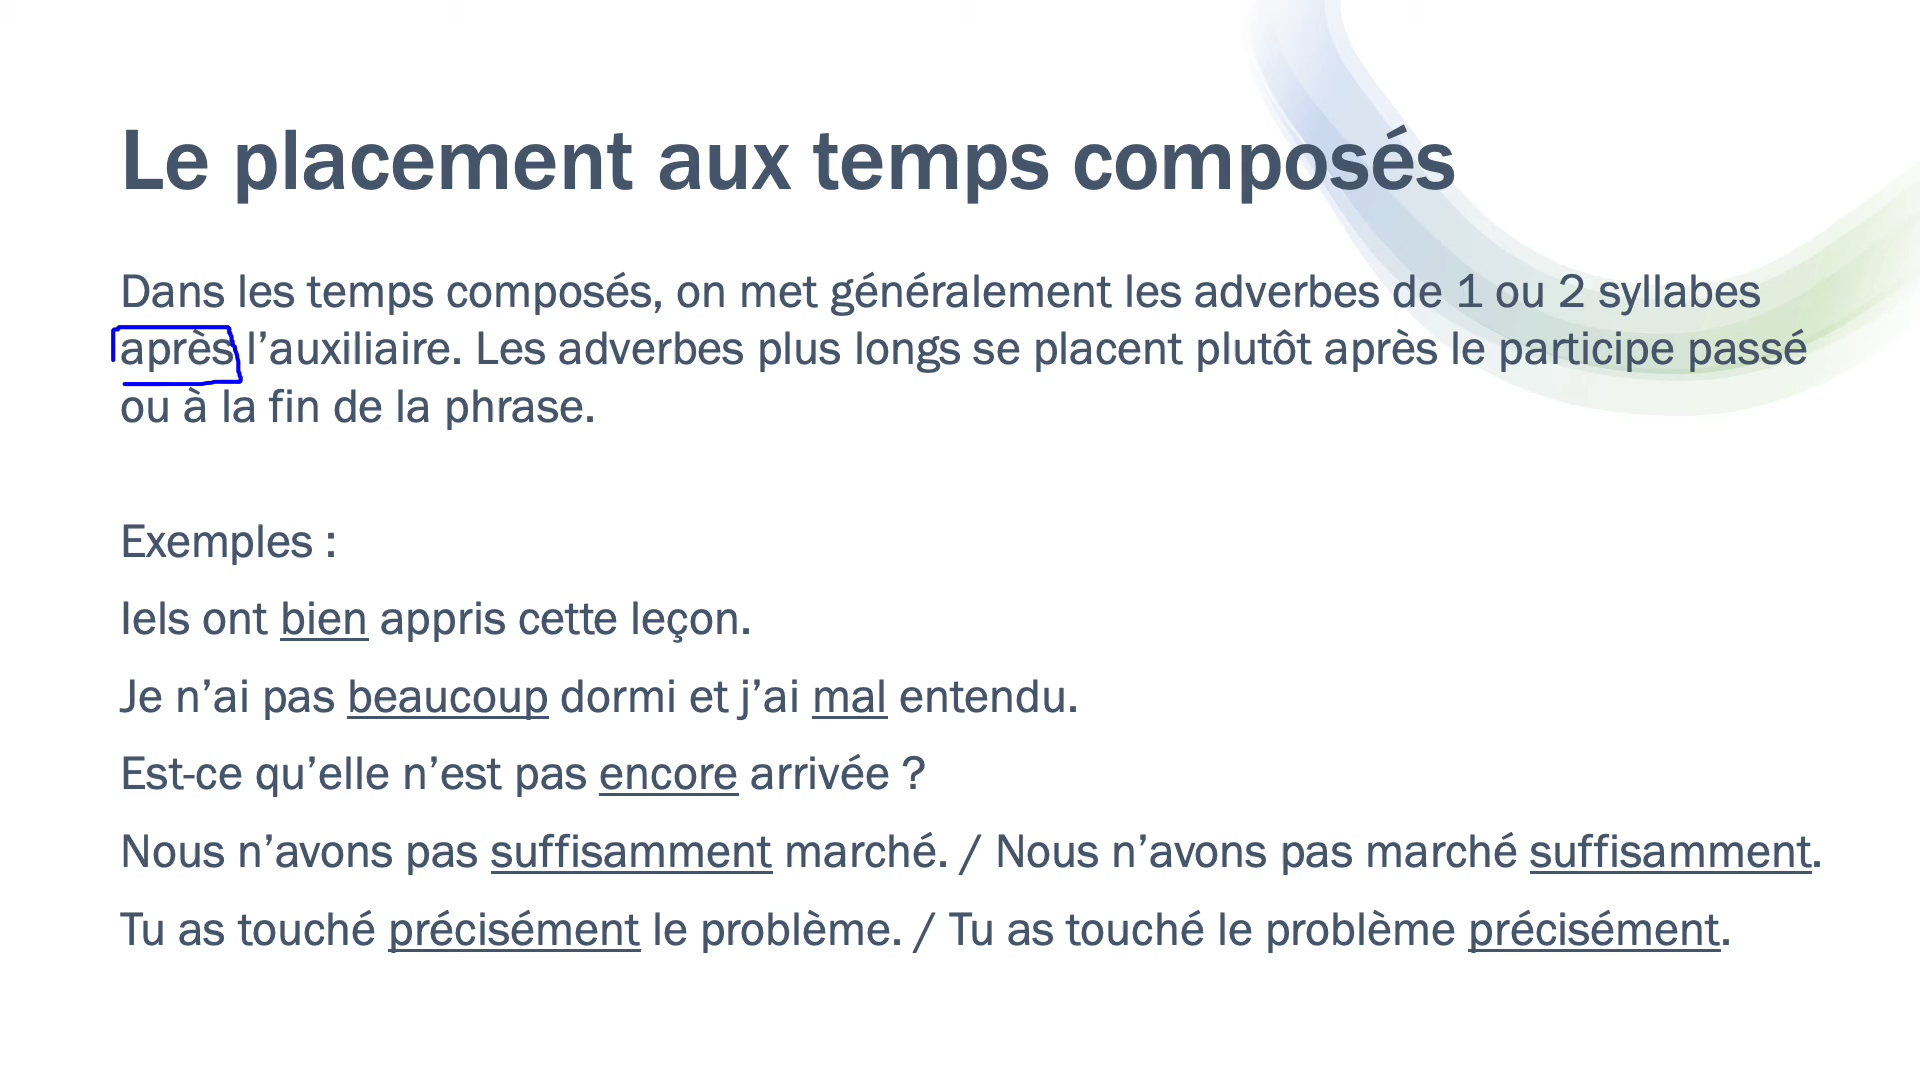 Le placement aux temps composés
Dans les temps composés, on met généralement les adverbes de 1 ou 2 syllabes
après l’auxiliaire. Les adverbes plus longs se placent plutôt après le participe passé
ou à la fin de la phrase.
Exemples :
Iels ont bien appris cette leçon.
Je n’ai pas beaucoup dormi et j’ai mal entendu.
Est-ce qu’elle n’est pas encore arrivée ?
Nous n’avons pas suffisamment marché. / Nous n’avons pas marché suffisamment.
Tu as touché précisément le problème. / Tu as touché le problème précisément.